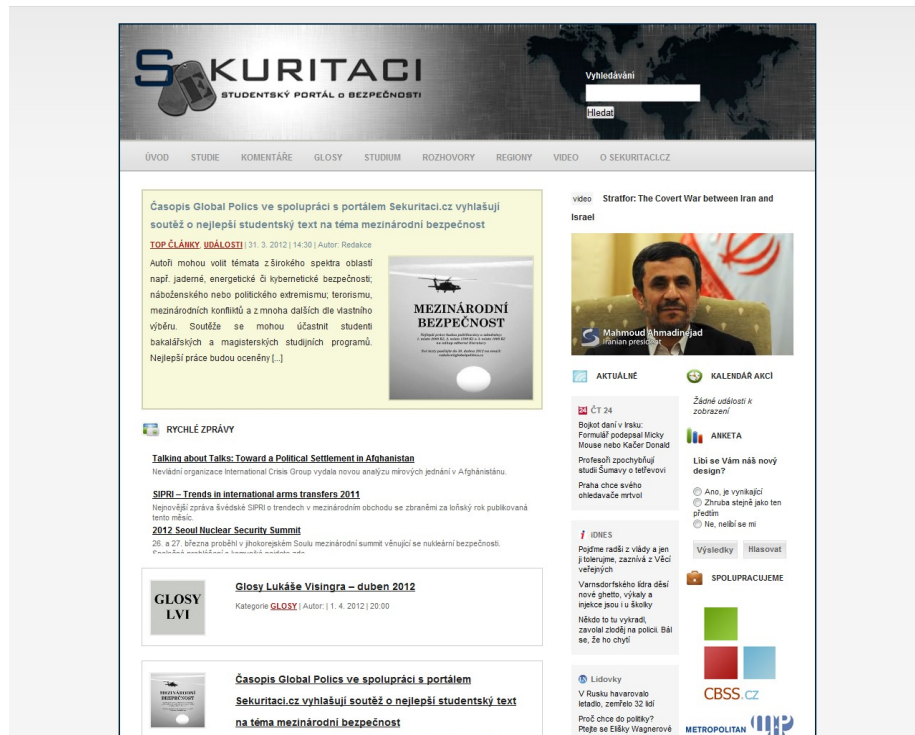 SEKURITACI
STUDENTSKÝ PORTÁL O BEZPEČNOSTI
Vyhledávání
Hledat
ÚVOD STUDIE KOMENTÁŘE GLOSY STUDIUM ROZHOVORY REGIONY VIDEO O SEKURITACI.CZ
Časopis Global Polics ve spolupráci s portálem Sekuritaci.cz vyhlašují
soutěž o nejlepší studentský text na téma mezinárodní bezpečnost
TOP ČLÁNKY, UDÁLOSTI | 31. 3. 2012 | 14:30 | Autor: Redakce
Autoři mohou volit témata z širokého spektra oblastí
např. jaderné, energetické či kybernetické bezpečnosti;
náboženského nebo politického extremismu; terorismu,
mezinárodních konfliktů a z mnoha dalších dle vlastního
výběru. Soutěže se mohou účastnit studenti
bakalářských a magisterských studijních programů.
Nejlepší práce budou oceněny [...]
MEZINÁRODNÍ
BEZPEČNOST
RYCHLÉ ZPRÁVY
Talking about Talks: Toward a Political Settlement in Afghanistan
Nevládní organizace International Crisis Group vydala novou analýzu mírových jednání v Afghánistánu.
SIPRI – Trends in international arms transfers 2011
Nejnovější zpráva švédské SIPRI o trendech v mezinárodním obchodu se zbraněmi za loňský rok publikovaná
tento měsíc.
2012 Seoul Nuclear Security Summit
26. a 27. března proběhl v jihokorejském Soulu mezinárodní summit věnující se nukleární bezpečnosti.
GLOSY
LVI
Glosy Lukáše Visingra – duben 2012
Kategorie GLOSY | Autor: | 1. 4. 2012 | 20:00
MEZINÁRODNÍ
BEZPEČNOST
Časopis Global Polics ve spolupráci s portálem
Sekuritaci.cz vyhlašují soutěž o nejlepší studentský text
na téma mezinárodní bezpečnost
video Stratfor: The Covert War between Iran and
Israel
Mahmoud Ahmadinejad
Iranian president
AKTUÁLNĚ
24 ČT 24
Bojkot daní v Irsku:
Formulář podepsal Micky
Mouse nebo Kačer Donald
Profesoři zpochybňují
studii Šumavy o tetřevovi
Praha chce svého
ohledavače mrtvol
i iDNES
Pojďme radši z vlády a jen
ji tolerujme, zaznívá z Věcí
veřejných
Varnsdorfského lídra děsí
nové ghetto, výkaly a
injekce jsou i u školky
Někdo to tu vykradl,
zavolal zloděj na policii. Bál
se, že ho chytí
Lidovky
V Rusku havarovalo
letadlo, zemřelo 32 lidí
Proč chce do politiky?
Ptejte se Elišky Wagnerové
KALENDÁŘ AKCÍ
Žádné události k
zobrazení
ANKETA
Líbí se Vám náš nový
design?
Ano, je vynikající
Zhruba stejně jako ten
předtím
Ne, nelíbí se mi
Výsledky Hlasovat
SPOLUPRACUJEME
CBSS.CZ
METROPOLITAN mp